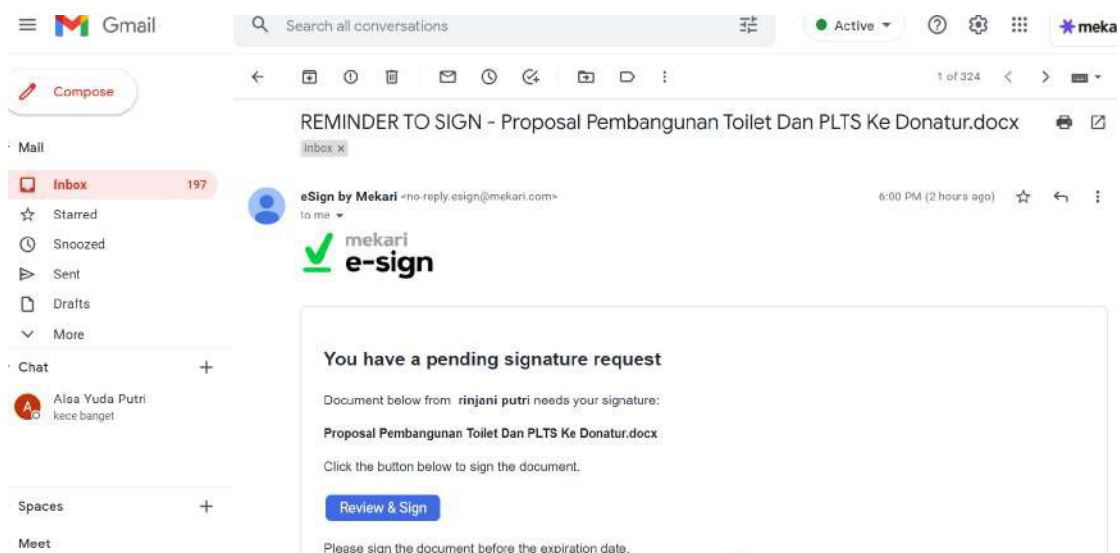 Gmail
Search all conversations
Active
meka
Compose
1 of 324
REMINDER TO SIGN - Proposal Pembangunan Toilet Dan PLTS Ke Donatur.docx
Inbox x
Mail
Inbox 197
Starred
Snoozed
Sent
Drafts
More
eSign by Mekari <no-reply.esign@mekari.com>
6:00 PM (2 hours ago)
to me
mekari
e-sign
You have a pending signature request
Document below from rinjani putri needs your signature:
Proposal Pembangunan Toilet Dan PLTS Ke Donatur.docx
Click the button below to sign the document.
Review & Sign
Please sign the document before the expiration date.
Chat
A
Alsa Yuda Putri
kece banget
Spaces
Meet